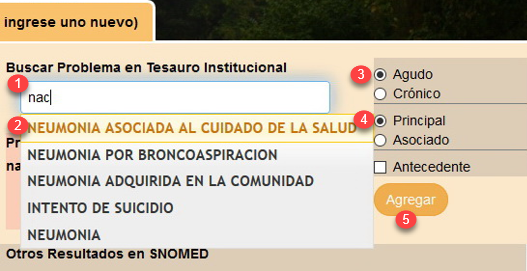 ingrese uno nuevo)
Buscar Problema en Tesauro Institucional
1
nac
2 NEUMONIA ASOCIADA AL CUIDADO DE LA SALUD
NEUMONIA POR BRONCOASPIRACION
NEUMONIA ADQUIRIDA EN LA COMUNIDAD
INTENTO DE SUICIDIO
NEUMONIA
Pr
na
3 Agudo
Crónico
4 Principal
Asociado
Antecedente
Agregar
5
Otros Resultados en SNOMED